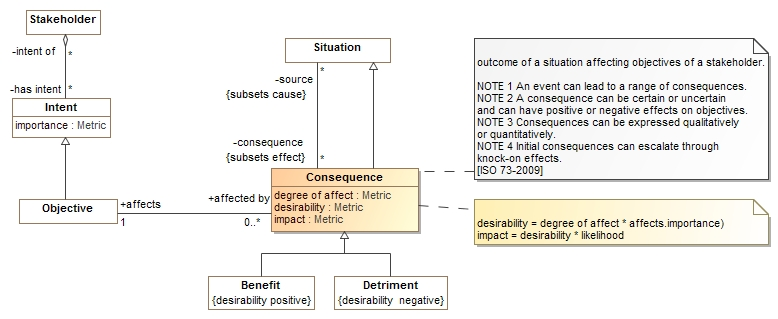 Stakeholder
-intent of
*
-has intent
*
Intent
importance : Metric
Objective
+affects
1
+affected by
0..*
Situation
-source
*
{subsets cause}
-consequence
{subsets effect}
*
Consequence
degree of affect : Metric
desirability : Metric
impact : Metric
Benefit
{desirability positive}
Detriment
{desirability negative}
outcome of a situation affecting objectives of a stakeholder.
NOTE 1 An event can lead to a range of consequences.
NOTE 2 A consequence can be certain or uncertain
and can have positive or negative effects on objectives.
NOTE 3 Consequences can be expressed qualitatively
or quantitatively.
NOTE 4 Initial consequences can escalate through
knock-on effects.
[ISO 73-2009]
desirability = degree of affect * affects.importance)
impact = desirability * likelihood